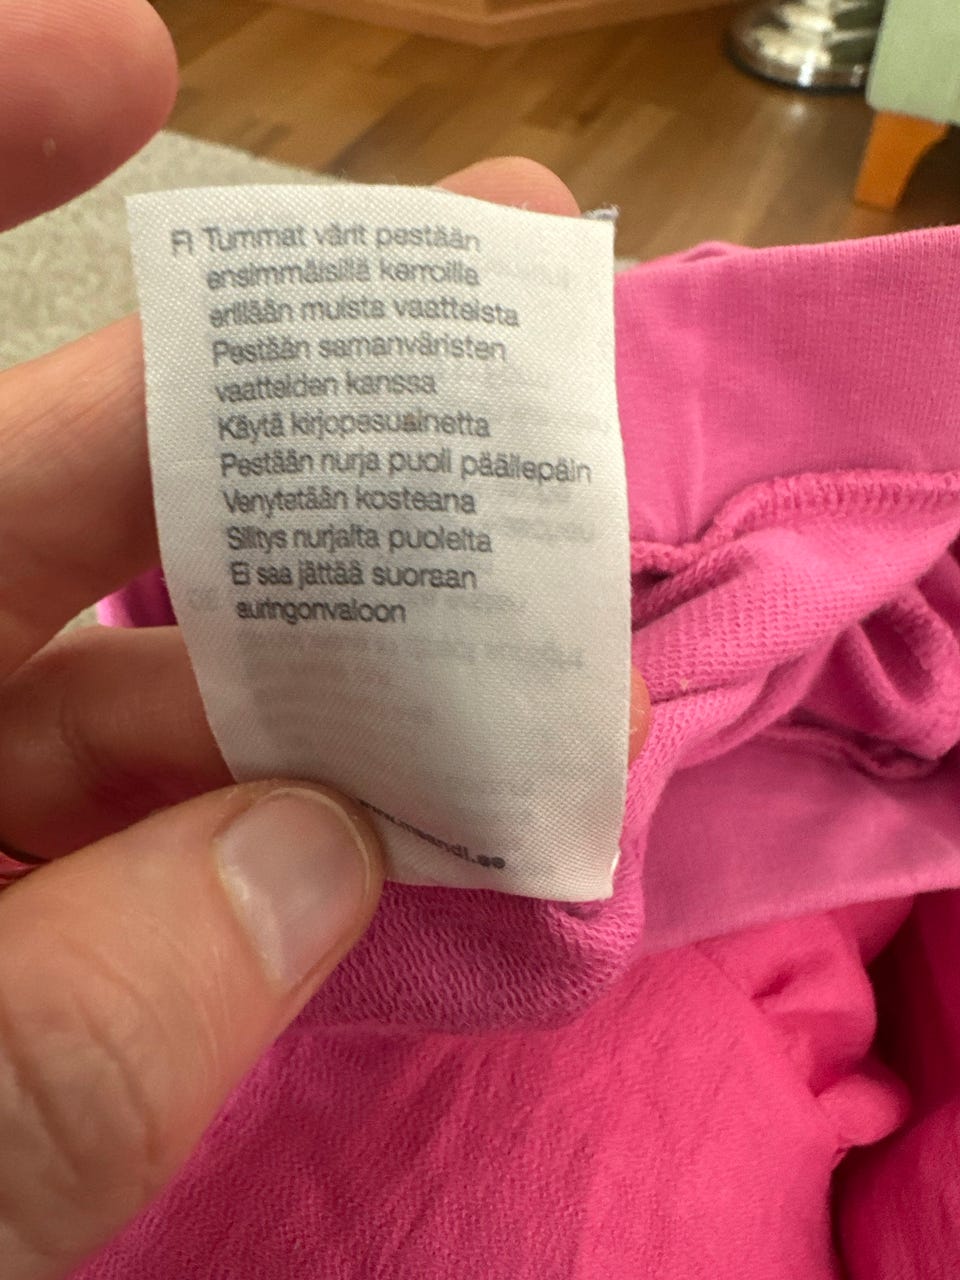 FI Tummat värit pestään
ensimmäisillä kerroilla
erillään muista vaatteista
Pestään samanväristen
vaatteiden kanssa
Käytä kirjopesuainetta
Pestään nurja puoli päällepäin
Venytetään kosteana
Silitys nurjalta puolelta
Ei saa jättää suoraan
auringonvaloon